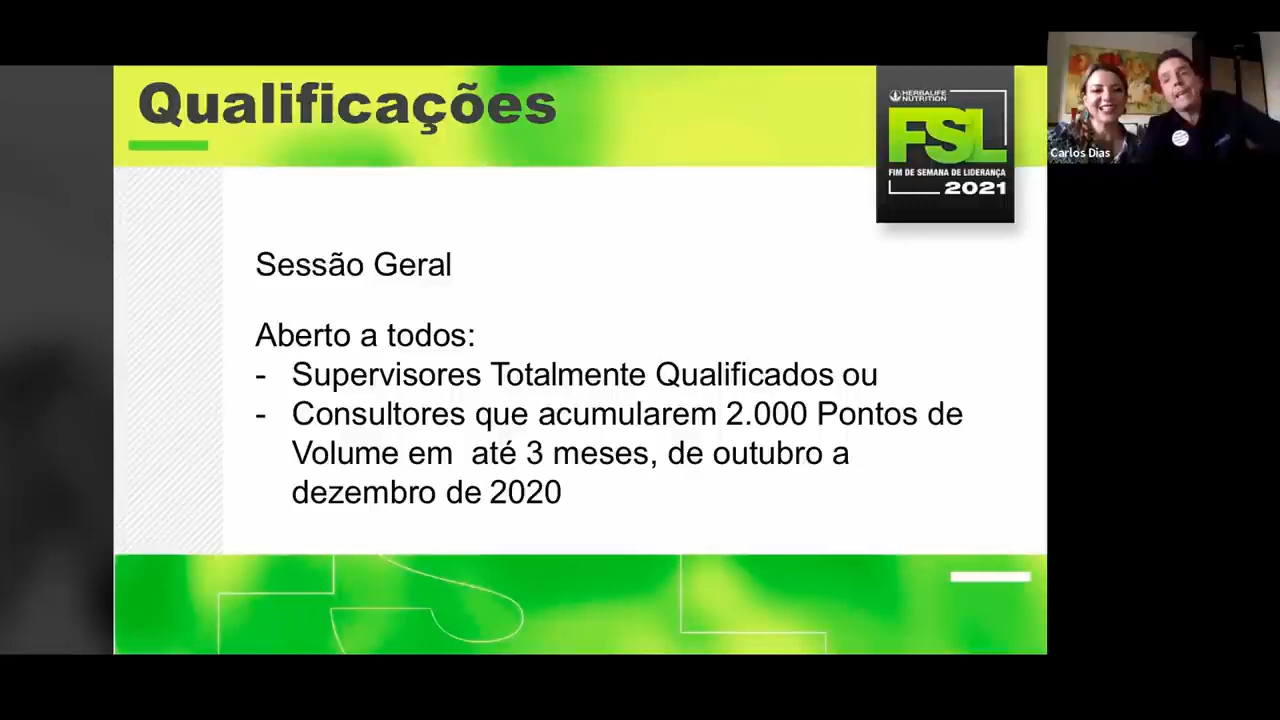 Qualificações
HERBALIFE
NUTRITION
FSL
FIM DE SEMANA DE LIDERANÇA
2021
Carlos Dias
Sessão Geral
Aberto a todos:
- Supervisores Totalmente Qualificados ou
- Consultores que acumularem 2.000 Pontos de
Volume em até 3 meses, de outubro a
dezembro de 2020